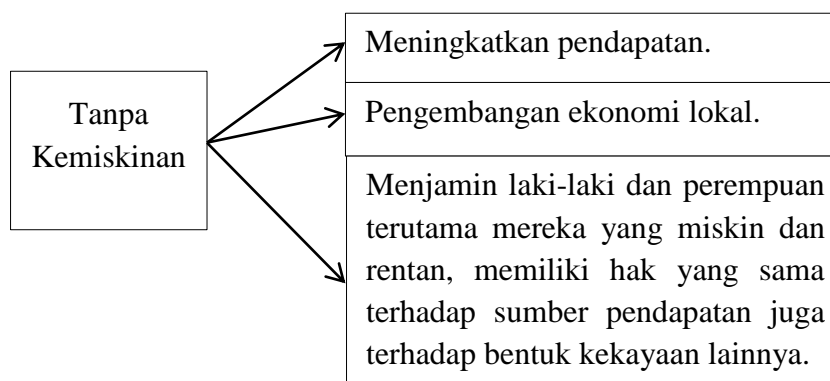 Tanpa
Kemiskinan
Meningkatkan pendapatan.
Pengembangan ekonomi lokal.
Menjamin laki-laki dan perempuan
terutama mereka yang miskin dan
rentan, memiliki hak yang sama
terhadap sumber pendapatan juga
terhadap bentuk kekayaan lainnya.